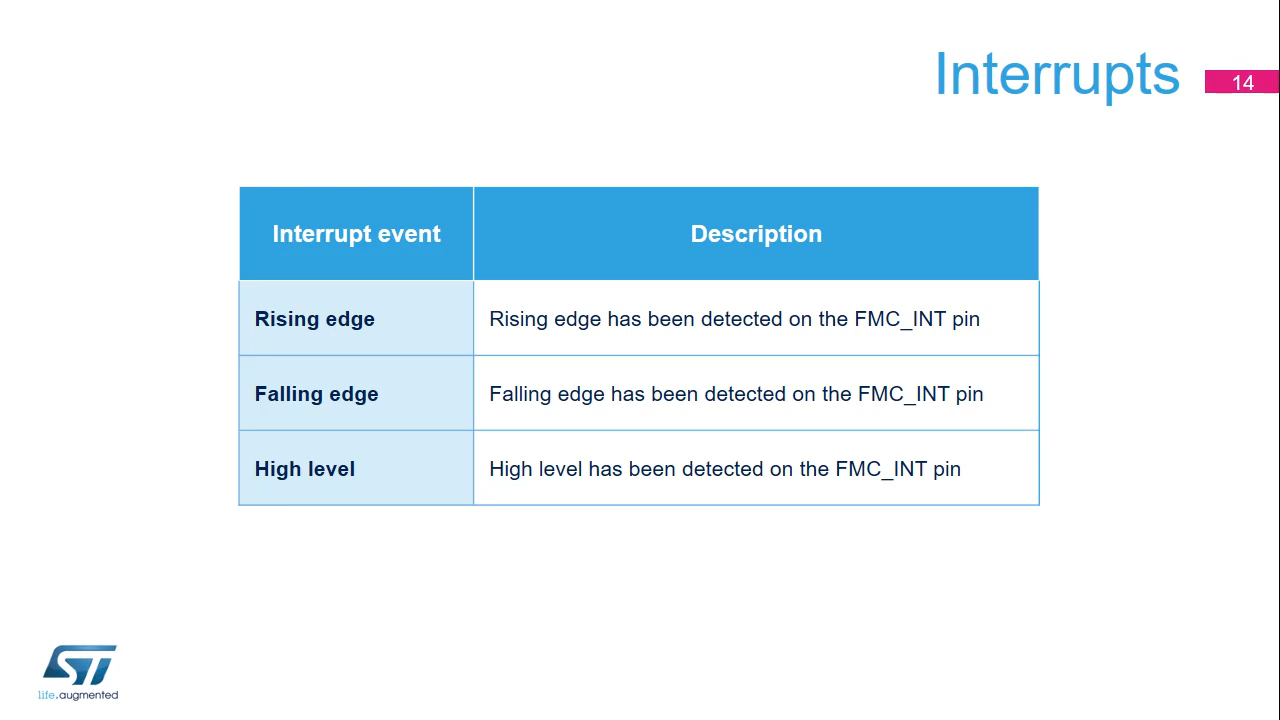 Interrupts
14
Interrupt event Description
Rising edge Rising edge has been detected on the FMC_INT pin
Falling edge Falling edge has been detected on the FMC_INT pin
High level High level has been detected on the FMC_INT pin
ST
life.augmented